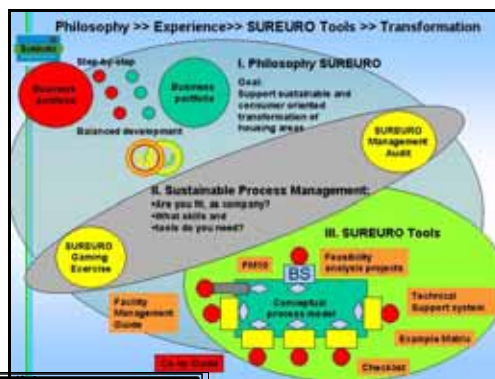 Philosophy >> Experience>> SUREURO Tools >> Transformation
SUREURO
Step-by-step
Business
portfolio
Business
portfolio
Balanced development
I. Philosophy SUREURO
Goal:
Support sustainable and
consumer oriented
transformation of
housing areas
SUREURO
Management
Audit
II. Sustainable Process Management:
•Are you fit, as company?
•What skills and
tools do you need?
SUREURO
Gaming
Exercise
III. SUREURO Tools
Feasibility
analysis projects
BS
Facility
Management
Guide
Conceptual
process model
Technical
Support system
Example Matrix
Checklist